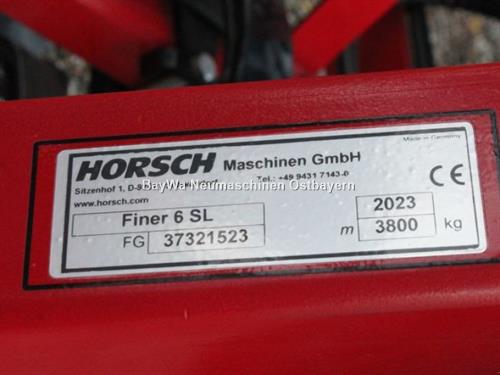 HORSCH Maschinen GmbH
Made in Germany
CE
Sitzenhof 1, D-9
Tel.: +49 9431 7143-0
BayWa Neumaschinen Ostbayern
www.horsch.com
Finer 6 SL
2023
FG 37321523
m 3800 kg